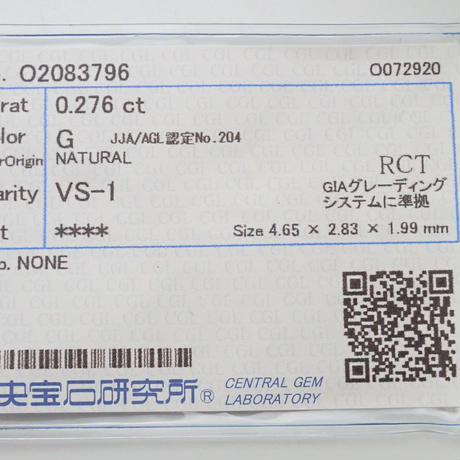 . O2083796 O072920
rat 0.276 ct
olor G JJA/AGL認定No.204
rOrigin NATURAL
RCT
arity VS-1 GIAグレーディング
システムに準拠
t **** Size 4.65 × 2.83 × 1.99 mm
p. NONE
央宝石研究所® CENTRAL GEM
LABORATORY